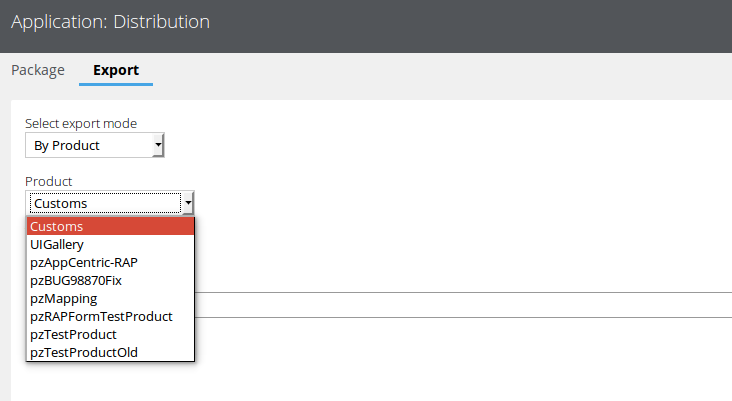 Application: Distribution
Package Export
Select export mode
By Product
Product
Customs
Customs
UIGallery
pzAppCentric-RAP
pzBUG98870Fix
pzMapping
pzRAPFormTestProduct
pzTestProduct
pzTestProductOld